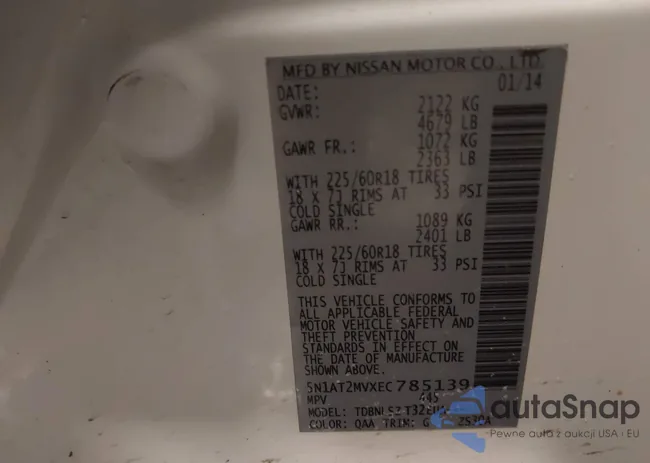 MFD BY NISSAN MOTOR CO., LTD.
DATE: 01/14
GVWR: 2122 KG
4679 LB
GAWR FR.: 1072 KG
2363 LB
WITH 225/60R18 TIRES
18 X 7J RIMS AT 33 PSI
COLD SINGLE
GAWR RR.: 1089 KG
2401 LB
WITH 225/60R18 TIRES
18 X 7J RIMS AT 33 PSI
COLD SINGLE
THIS VEHICLE CONFORMS TO
ALL APPLICABLE FEDERAL
MOTOR VEHICLE SAFETY AND
THEFT PREVENTION
STANDARDS IN EFFECT ON
THE DATE OF MANUFACTURE
SHOWN ABOVE.
5N1AT2MVXEC785139
MPV
MODEL:
COLOR: QAA TRIM: G
autaSnap
Pewne auta z aukcji USA i EU